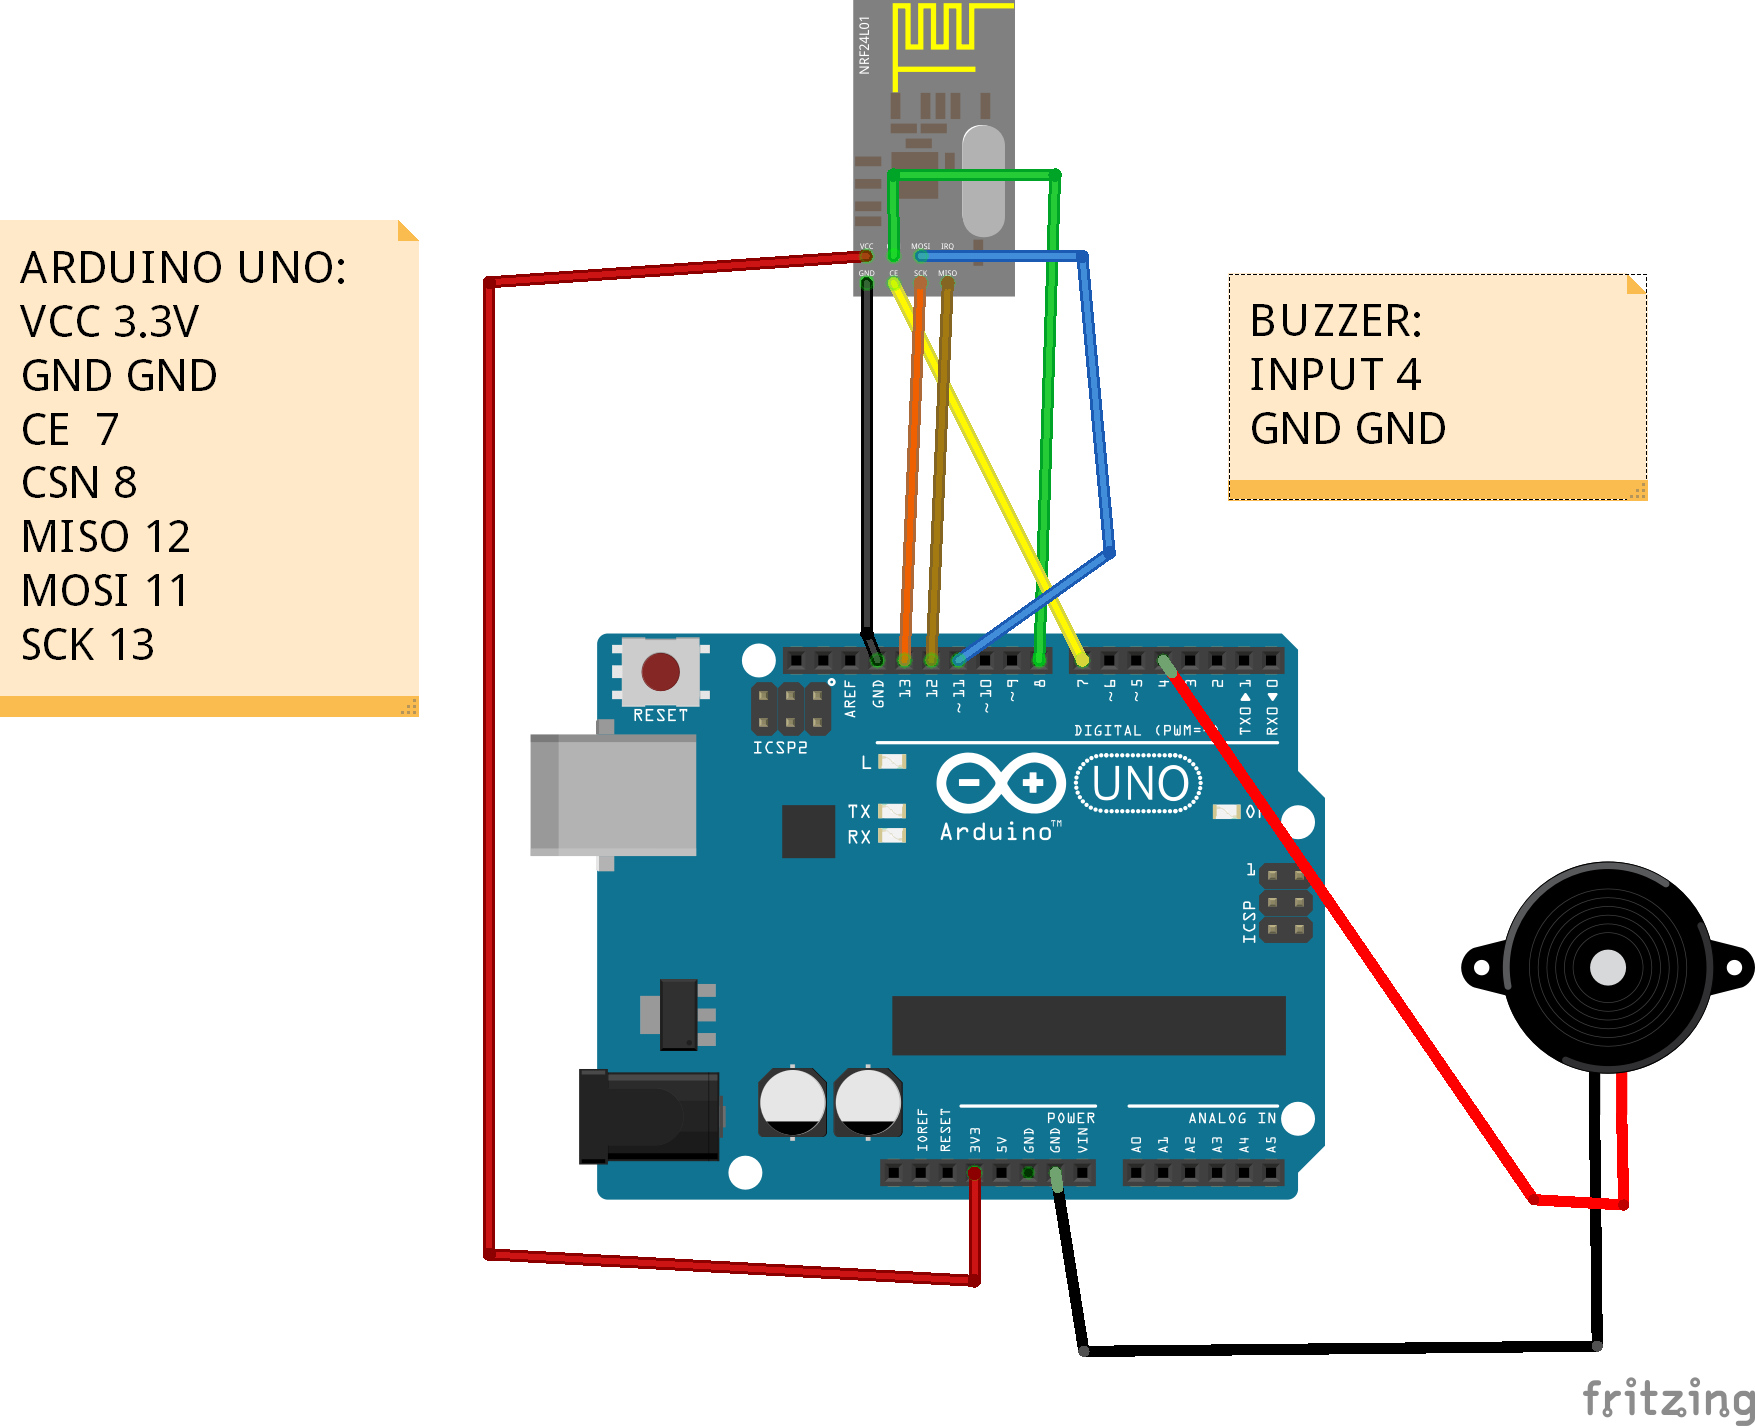 NRF24L01
VCC
MOSI
IRQ
GND
CE
SCK
MISO
ARDUINO UNO:
VCC 3.3V
GND GND
CE 7
CSN 8
MISO 12
MOSI 11
SCK 13
BUZZER:
INPUT 4
GND GND
RESET
ICSP2
AREF
GND
13
12
~11
~10
~9
8
7
~6
~5
4
3
2
TX0▶1
RX0◀0
DIGITAL (PWM=
L
TX
RX
UNO
Arduino™
1
ICSP
IOREF
RESET
3V3
5V
GND
GND
VIN
POWER
ANALOG IN
A0
A1
A2
A3
A4
A5
fritzing